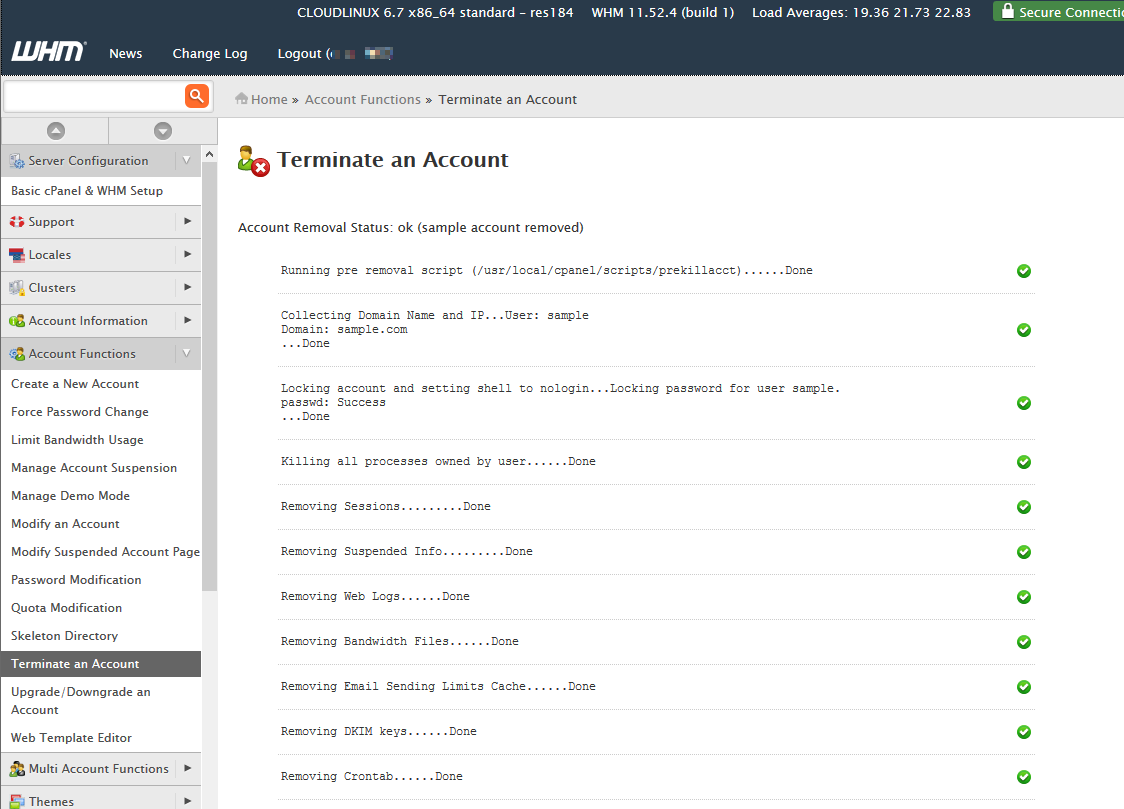 CLOUDLINUX 6.7 x86_64 standard – res184 WHM 11.52.4 (build 1) Load Averages: 19.36 21.73 22.83 Secure Connecti
WHM News Change Log Logout (
Home » Account Functions » Terminate an Account
Server Configuration
Basic cPanel & WHM Setup
Support
Locales
Clusters
Account Information
Account Functions
Create a New Account
Force Password Change
Limit Bandwidth Usage
Manage Account Suspension
Manage Demo Mode
Modify an Account
Modify Suspended Account Page
Password Modification
Quota Modification
Skeleton Directory
Terminate an Account
Upgrade/Downgrade an
Account
Web Template Editor
Multi Account Functions
Themes
Terminate an Account
Account Removal Status: ok (sample account removed)
Running pre removal script (/usr/local/cpanel/scripts/prekillacct)......Done
Collecting Domain Name and IP...User: sample
Domain: sample.com
...Done
Locking account and setting shell to nologin...Locking password for user sample.
passwd: Success
...Done
Killing all processes owned by user......Done
Removing Sessions.........Done
Removing Suspended Info.........Done
Removing Web Logs......Done
Removing Bandwidth Files......Done
Removing Email Sending Limits Cache......Done
Removing DKIM keys......Done
Removing Crontab......Done